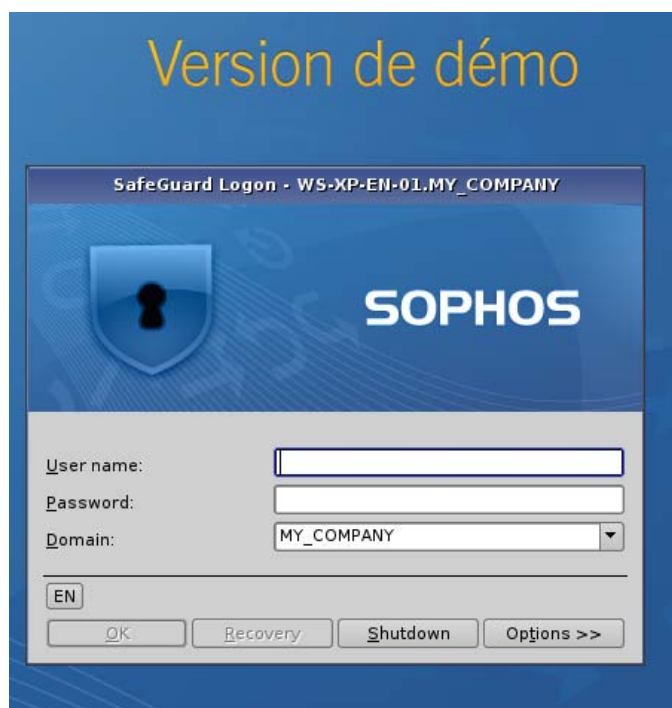 Version de démo
SafeGuard Logon - WS-XP-EN-01.MY_COMPANY
SOPHOS
User name:
Password:
Domain: MY_COMPANY
EN
OK Recovery Shutdown Options >>